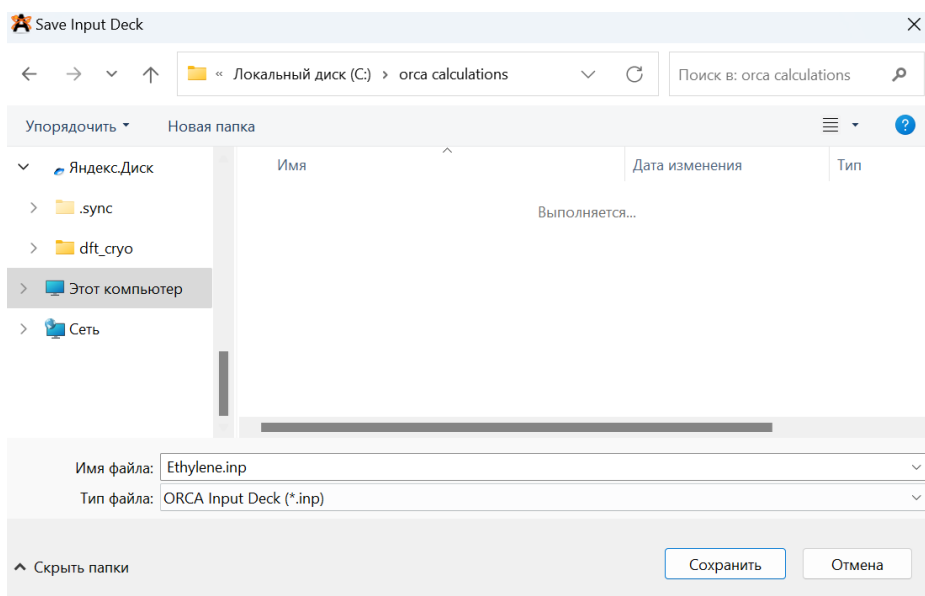 Save Input Deck
« Локальный диск (C:) › orca calculations
Поиск в: orca calculations
Упорядочить
Новая папка
?
Яндекс.Диск
.sync
dft_cryo
Этот компьютер
Сеть
Имя
Дата изменения
Тип
Выполняется...
Имя файла: Ethylene.inp
Тип файла: ORCA Input Deck (*.inp)
Скрыть папки
Сохранить
Отмена